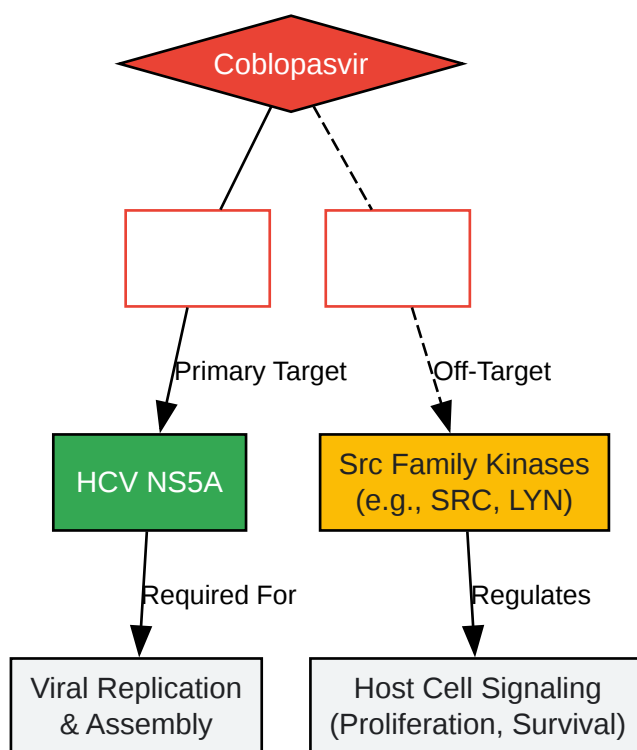 Coblopasvir
Primary Target
Off-Target
HCV NS5A
Src Family Kinases
(e.g., SRC, LYN)
Required For
Regulates
Viral Replication
& Assembly
Host Cell Signaling
(Proliferation, Survival)